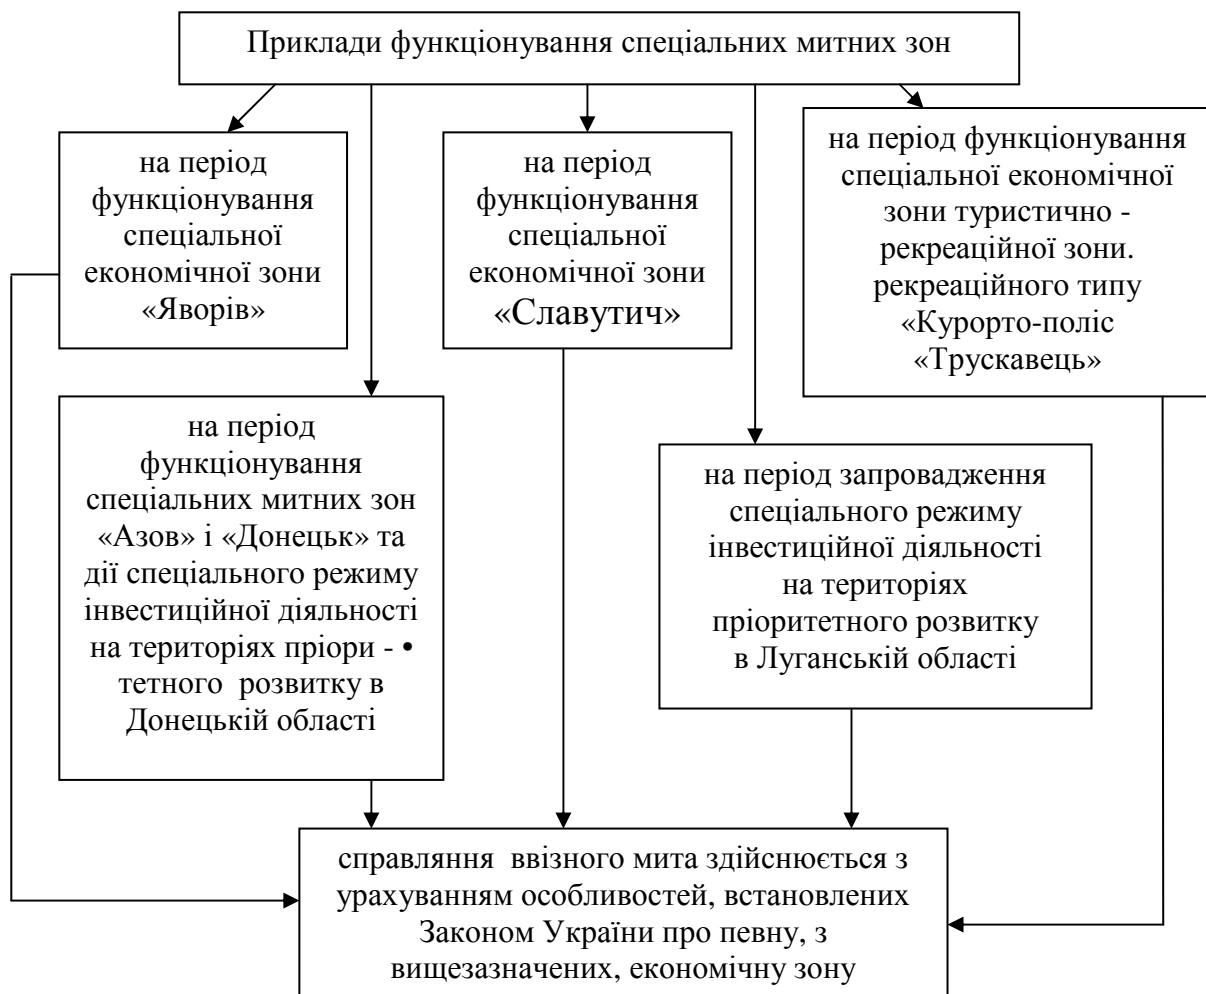 Приклади функціонування спеціальних митних зон
на період
функціонування
спеціальної
економічної зони
«Яворів»
на період
функціонування
спеціальної
економічної зони
«Славутич»
на період функціонування
спеціальної економічної
зони туристично -
рекреаційної зони.
рекреаційного типу
«Курорто-поліс
«Трускавець»
на період
функціонування
спеціальних митних зон
«Азов» і «Донецьк» та
дії спеціального режиму
інвестиційної діяльності
на територіях пріори - •
тетного розвитку в
Донецькій області
на період запровадження
спеціального режиму
інвестиційної діяльності
на територіях
пріоритетного розвитку
в Луганській області
справляння ввізного мита здійснюється з
урахуванням особливостей, встановлених
Законом України про певну, з
вищезазначених, економічну зону